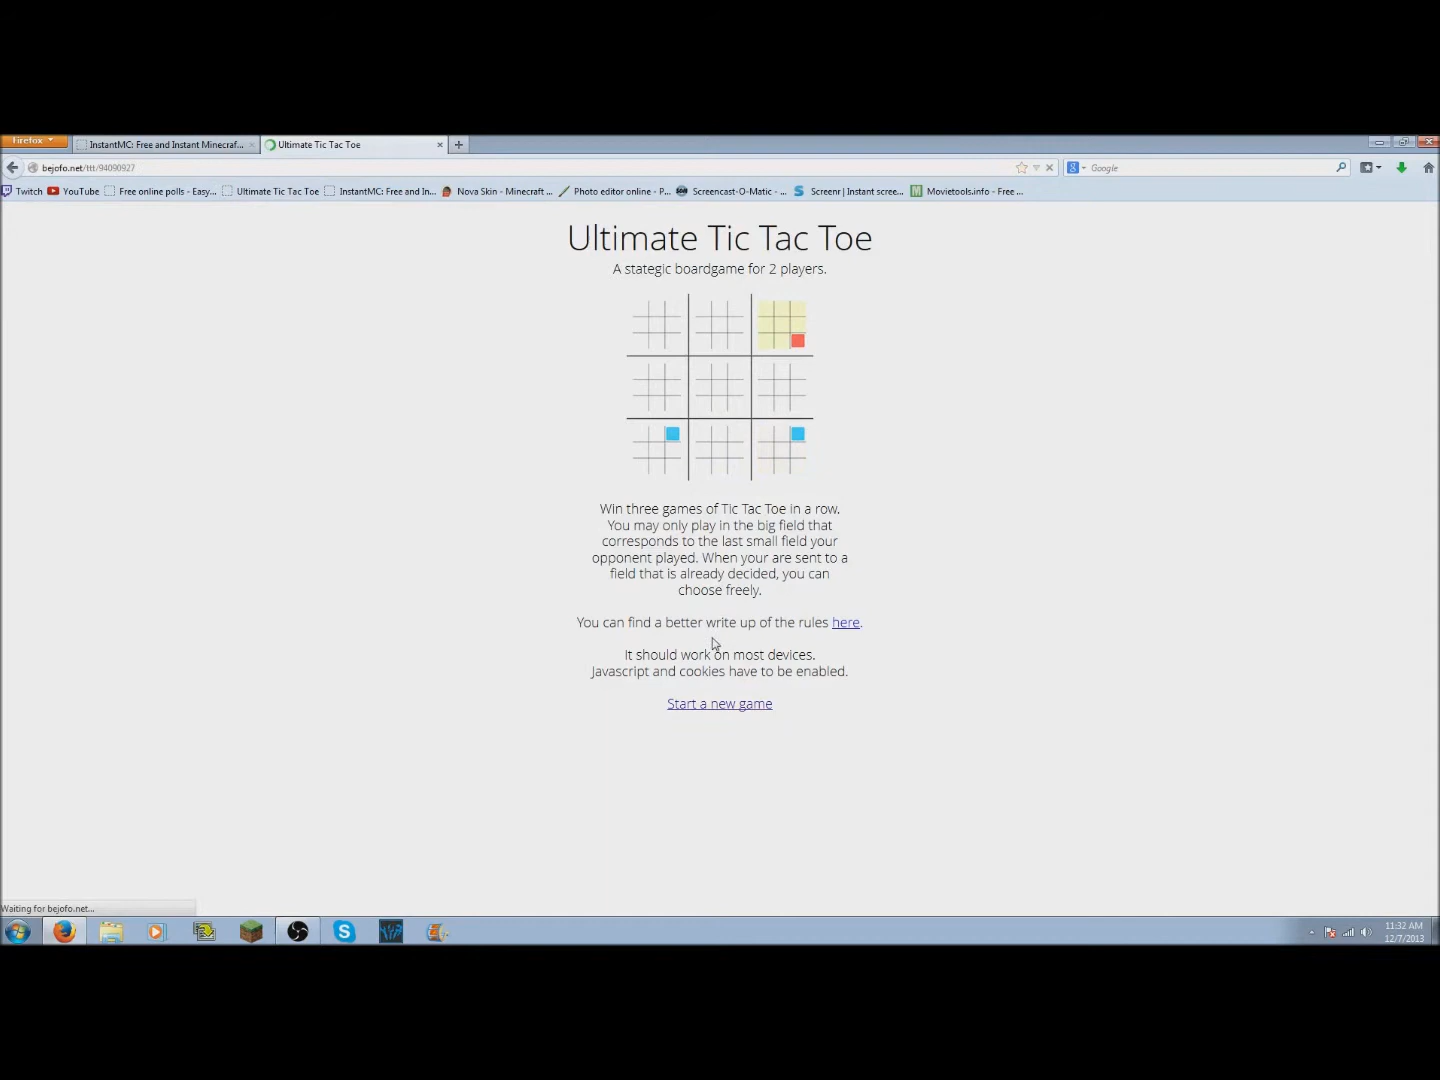 Firefox
InstantMC: Free and Instant Minecraf...
Ultimate Tic Tac Toe
bejofo.net/ttt/94090927
Google
Twitch
YouTube
Free online polls - Easy...
Ultimate Tic Tac Toe
InstantMC: Free and In...
Nova Skin - Minecraft ...
Photo editor online - P...
Screencast-O-Matic - ...
Screenr | Instant scree...
Movietools.info - Free ...
Ultimate Tic Tac Toe
A stategic boardgame for 2 players.
Win three games of Tic Tac Toe in a row.
You may only play in the big field that
corresponds to the last small field your
opponent played. When your are sent to a
field that is already decided, you can
choose freely.
You can find a better write up of the rules here.
It should work on most devices.
Javascript and cookies have to be enabled.
Start a new game
Waiting for bejofo.net...
11:32 AM
12/7/2013